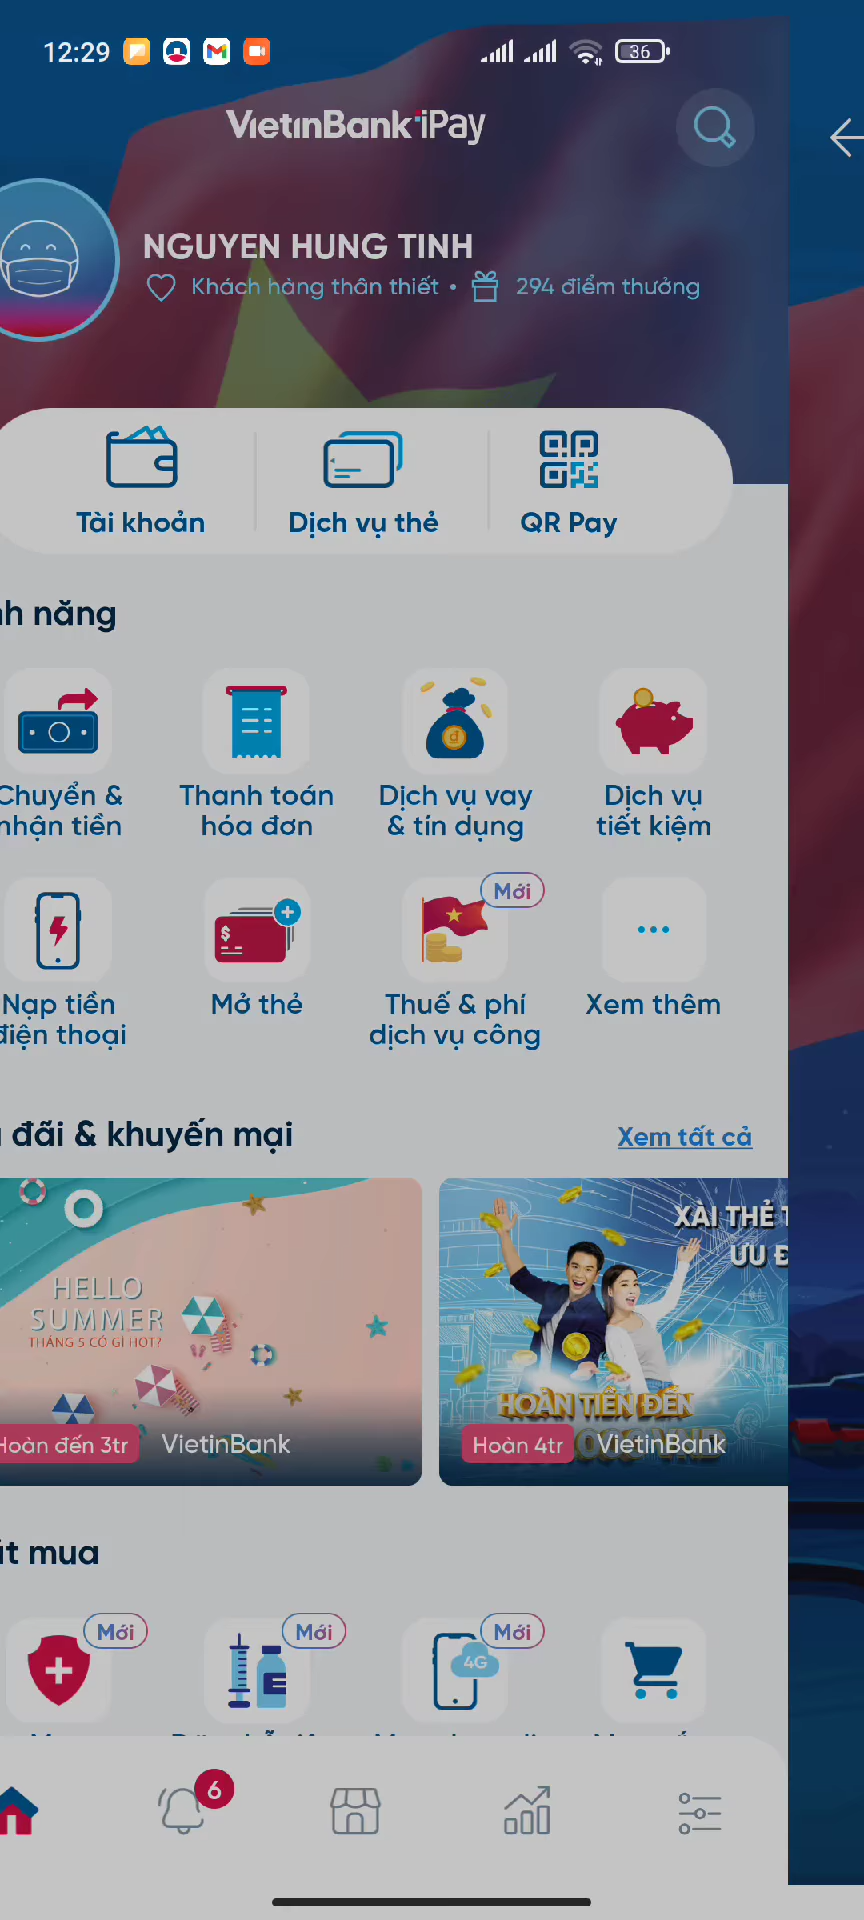 12:29
36
VietinBank iPay
NGUYEN HUNG TINH
Khách hàng thân thiết • 294 điểm thưởng
Tài khoản
Dịch vụ thẻ
QR Pay
nh năng
Chuyển &
nhận tiền
Thanh toán
hóa đơn
Dịch vụ vay
& tín dụng
Dịch vụ
tiết kiệm
Nạp tiền
điện thoại
Mở thẻ
Mới
Thuế & phí
dịch vụ công
Xem thêm
đãi & khuyến mại
Xem tất cả
HELLO
SUMMER
THÁNG 5 CÓ GÌ HOT?
Hoàn đến 3tr
VietinBank
XÀI THẺ T
ƯU Đ
HOÀN TIỀN ĐẾN
Hoàn 4tr
VietinBank
ặt mua
Mới
Mới
Mới
4G
6